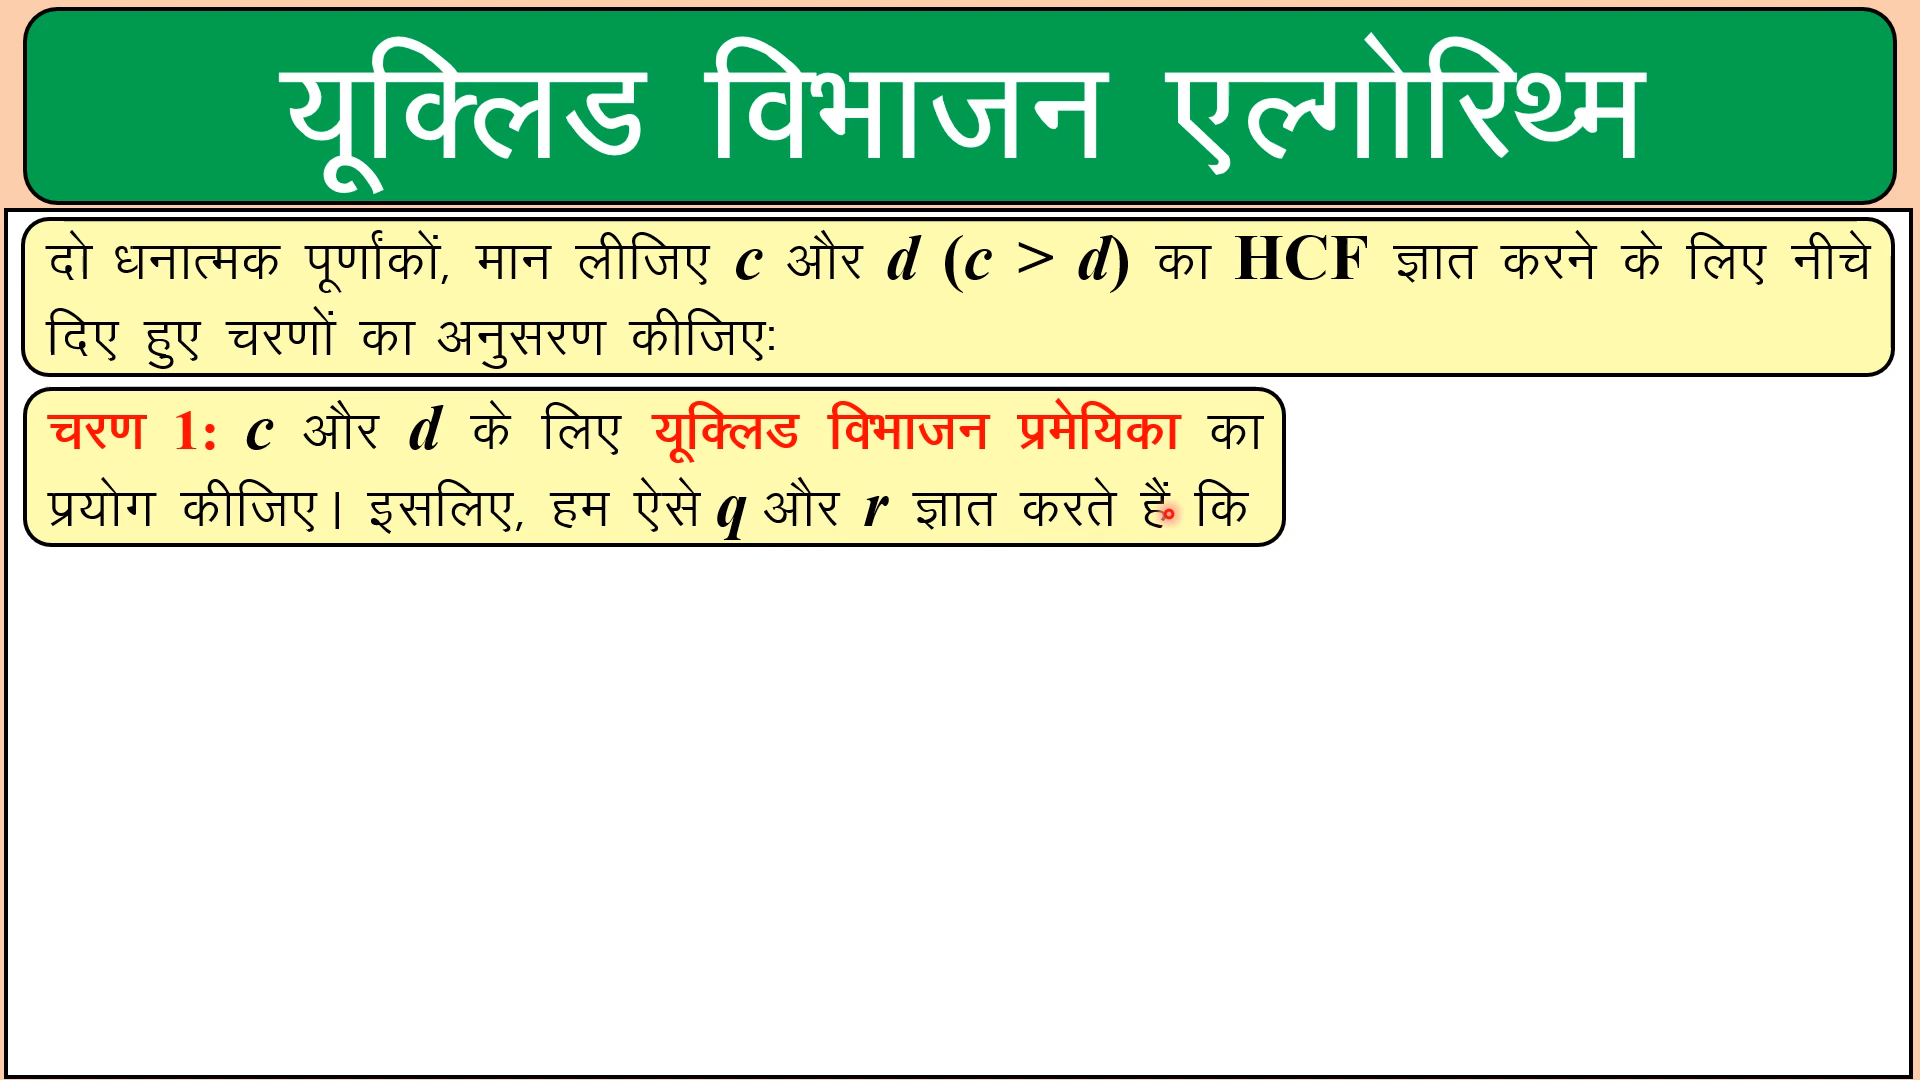 यूक्लिड विभाजन एल्गोरिथ्म
दो धनात्मक पूर्णांकों, मान लीजिए c और d (c > d) का HCF ज्ञात करने के लिए नीचे
दिए हुए चरणों का अनुसरण कीजिएः
चरण 1: c और d के लिए यूक्लिड विभाजन प्रमेयिका का
प्रयोग कीजिए। इसलिए, हम ऐसे q और r ज्ञात करते हैं कि